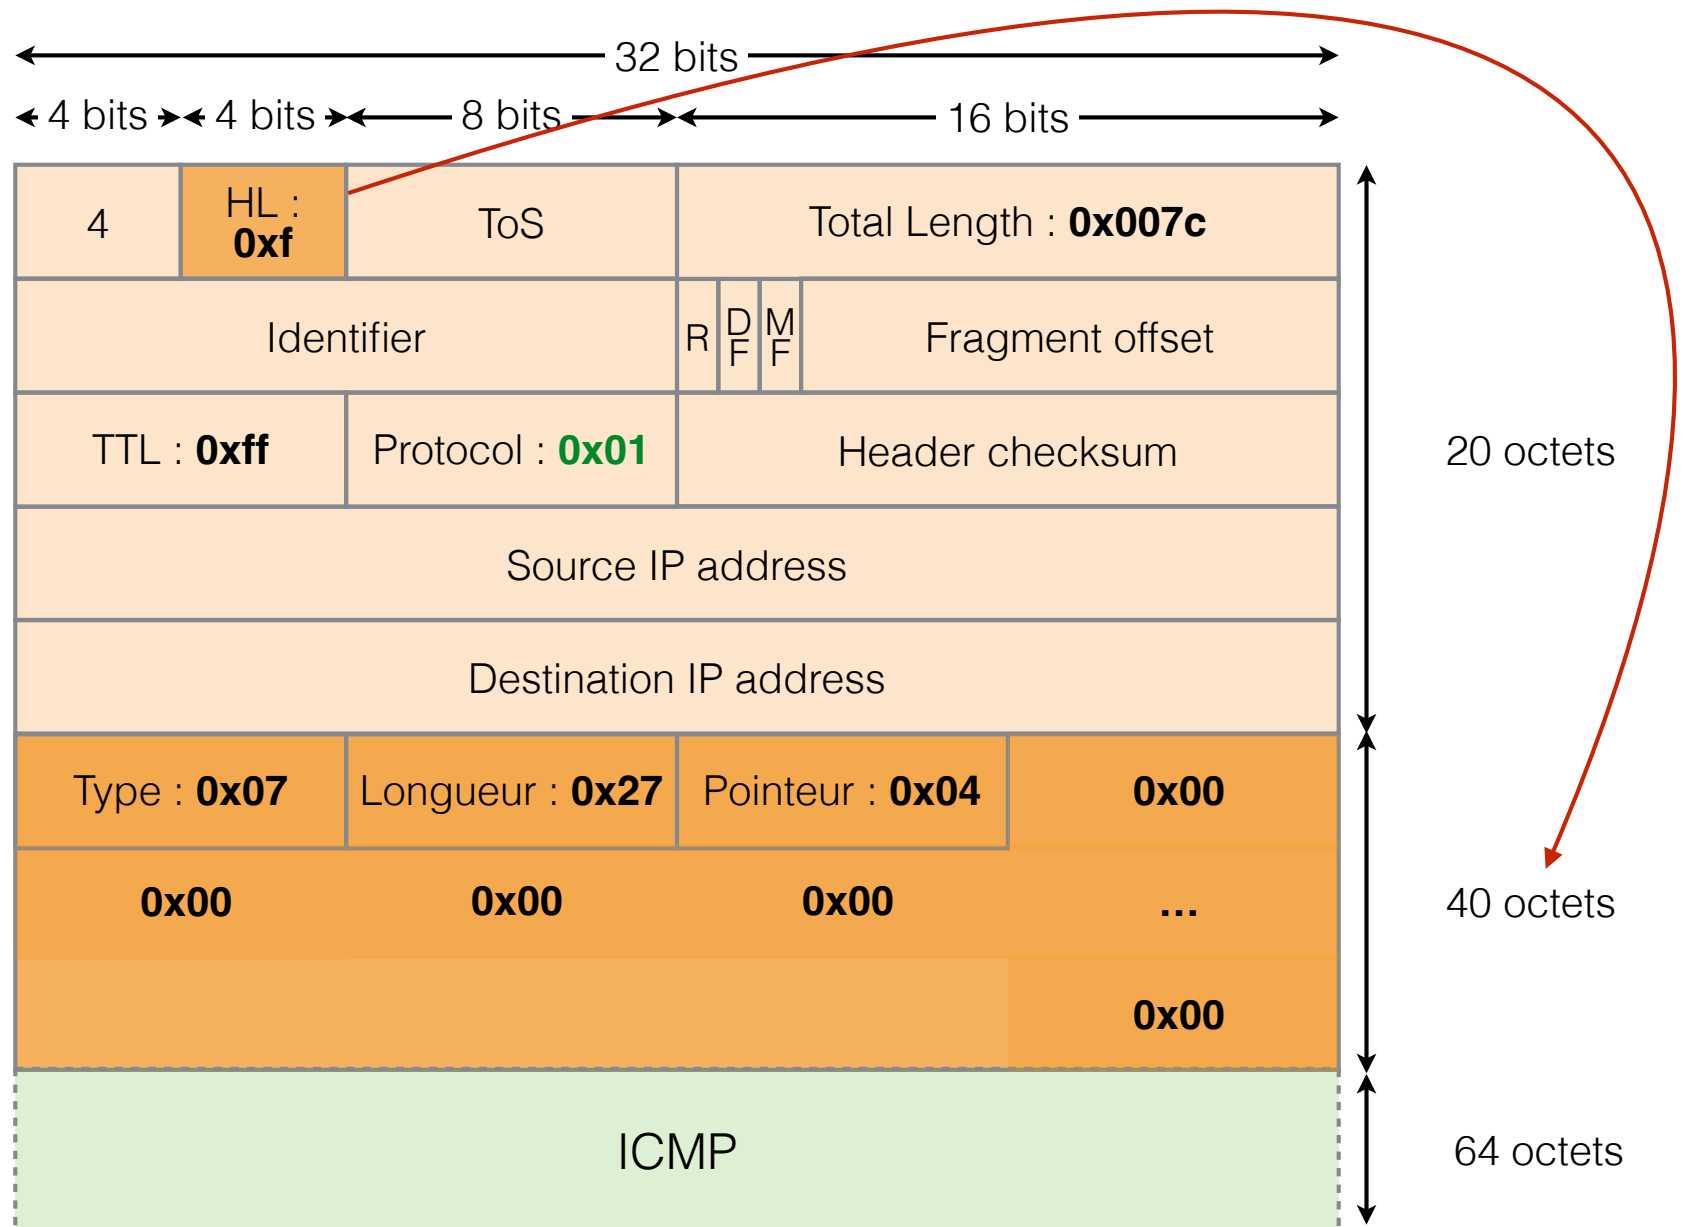 32 bits
4 bits 4 bits 8 bits 16 bits
4 HL : 0xf ToS Total Length : 0x007c
Identifier R DF MF Fragment offset
TTL : 0xff Protocol : 0x01 Header checksum
20 octets
Source IP address
Destination IP address
Type : 0x07 Longueur : 0x27 Pointeur : 0x04 0x00
0x00 0x00 0x00 ...
40 octets
0x00
ICMP
64 octets